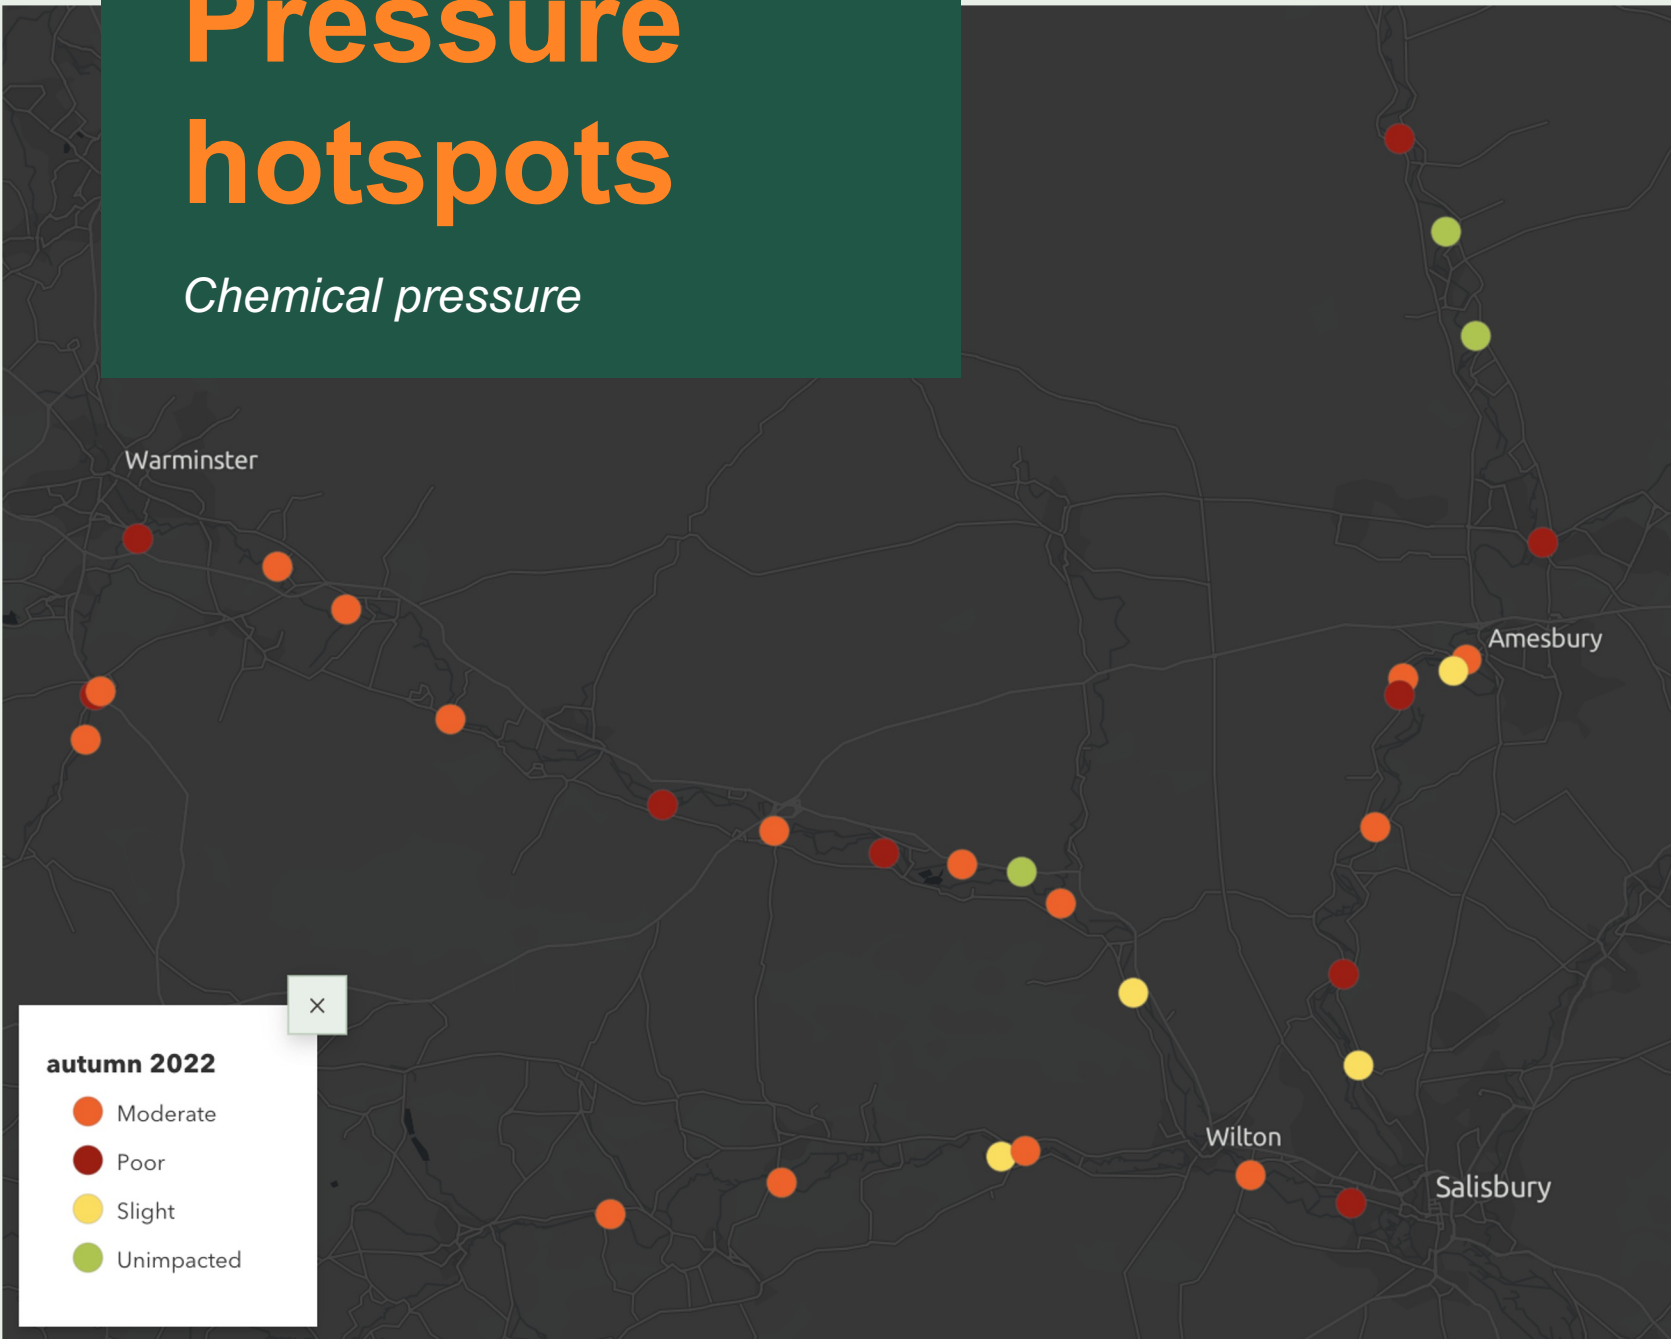 Pressure
hotspots
Chemical pressure
Warminster
Amesbury
Wilton
Salisbury
×
autumn 2022
Moderate
Poor
Slight
Unimpacted